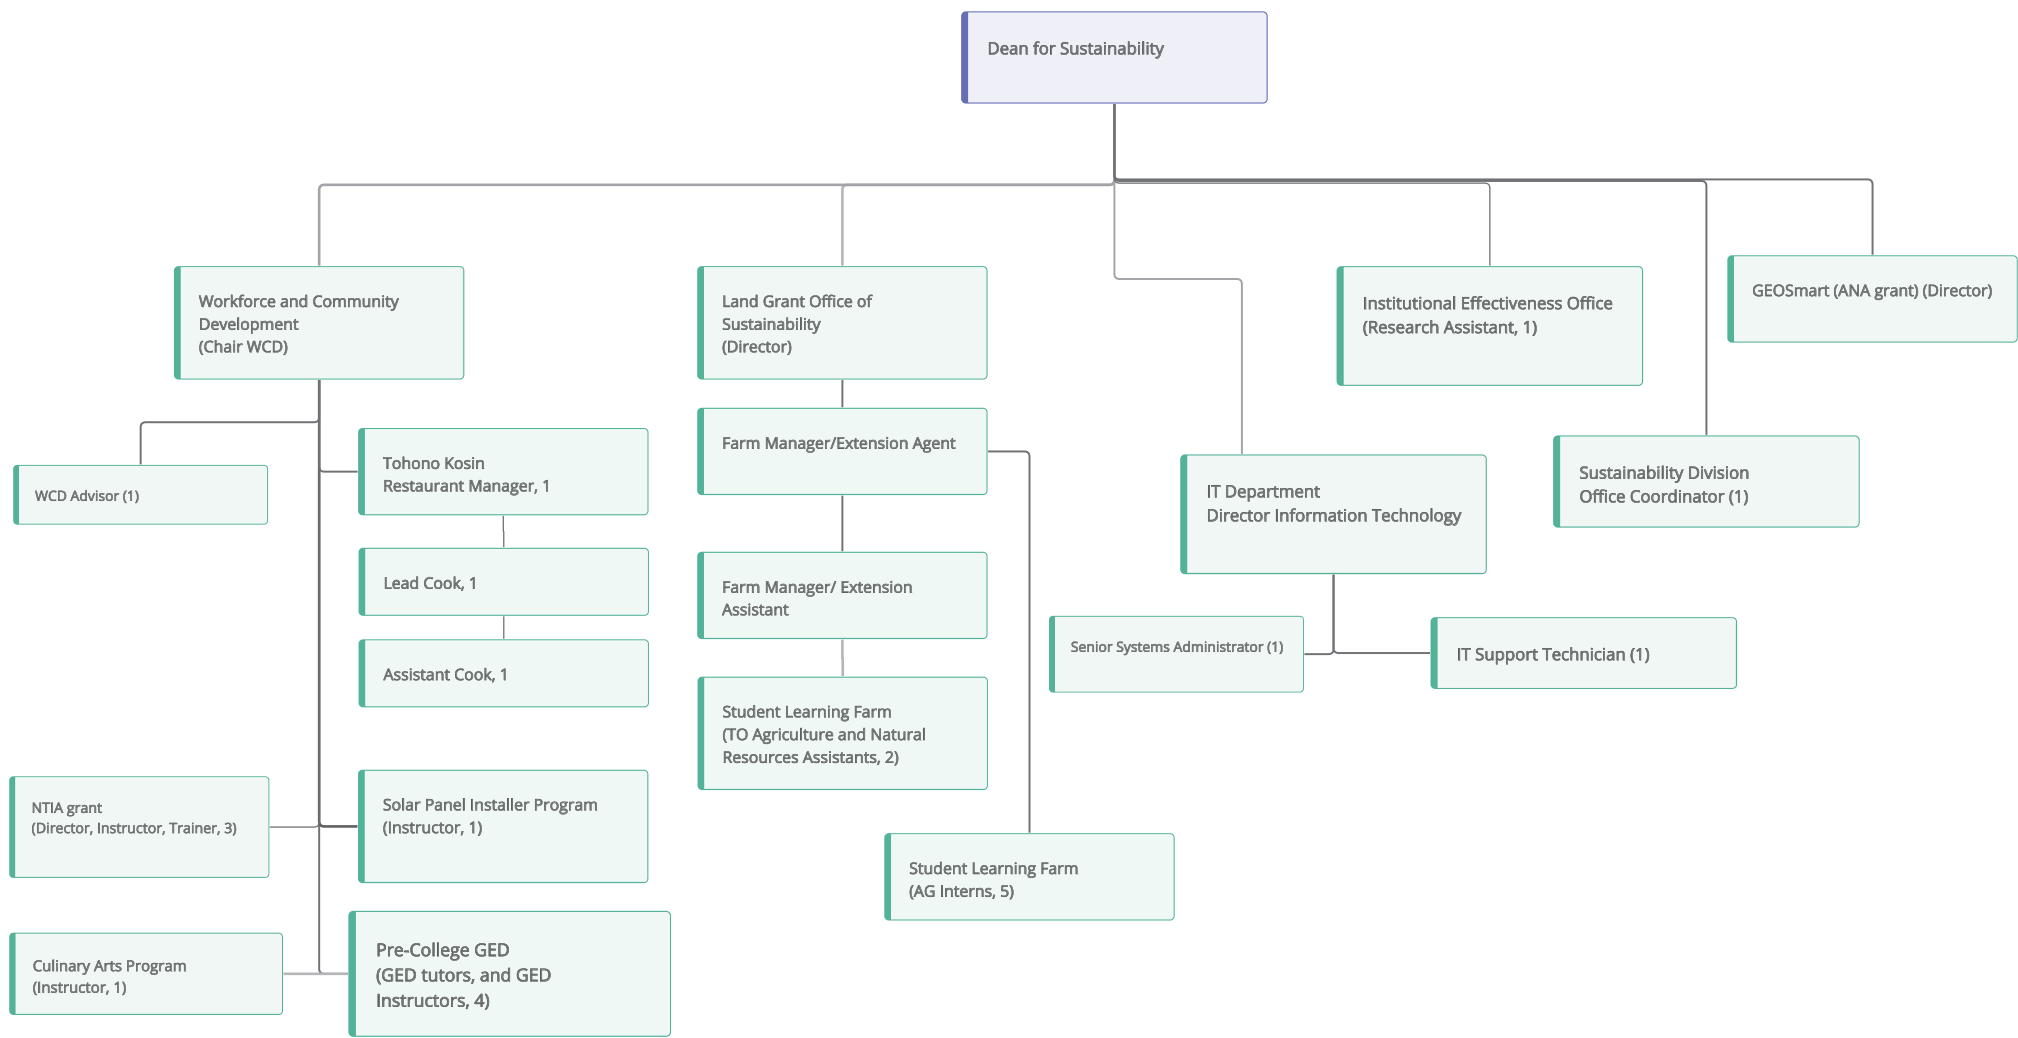 Dean for Sustainability
Workforce and Community
Development
(Chair WCD)
Land Grant Office of
Sustainability
(Director)
Institutional Effectiveness Office
(Research Assistant, 1)
GEOSmart (ANA grant) (Director)
WCD Advisor (1)
Tohono Kosin
Restaurant Manager, 1
Lead Cook, 1
Assistant Cook, 1
NTIA grant
(Director, Instructor, Trainer, 3)
Solar Panel Installer Program
(Instructor, 1)
Culinary Arts Program
(Instructor, 1)
Pre-College GED
(GED tutors, and GED
Instructors, 4)
Farm Manager/Extension Agent
Farm Manager/ Extension
Assistant
Student Learning Farm
(TO Agriculture and Natural
Resources Assistants, 2)
Student Learning Farm
(AG Interns, 5)
IT Department
Director Information Technology
Senior Systems Administrator (1)
IT Support Technician (1)
Sustainability Division
Office Coordinator (1)